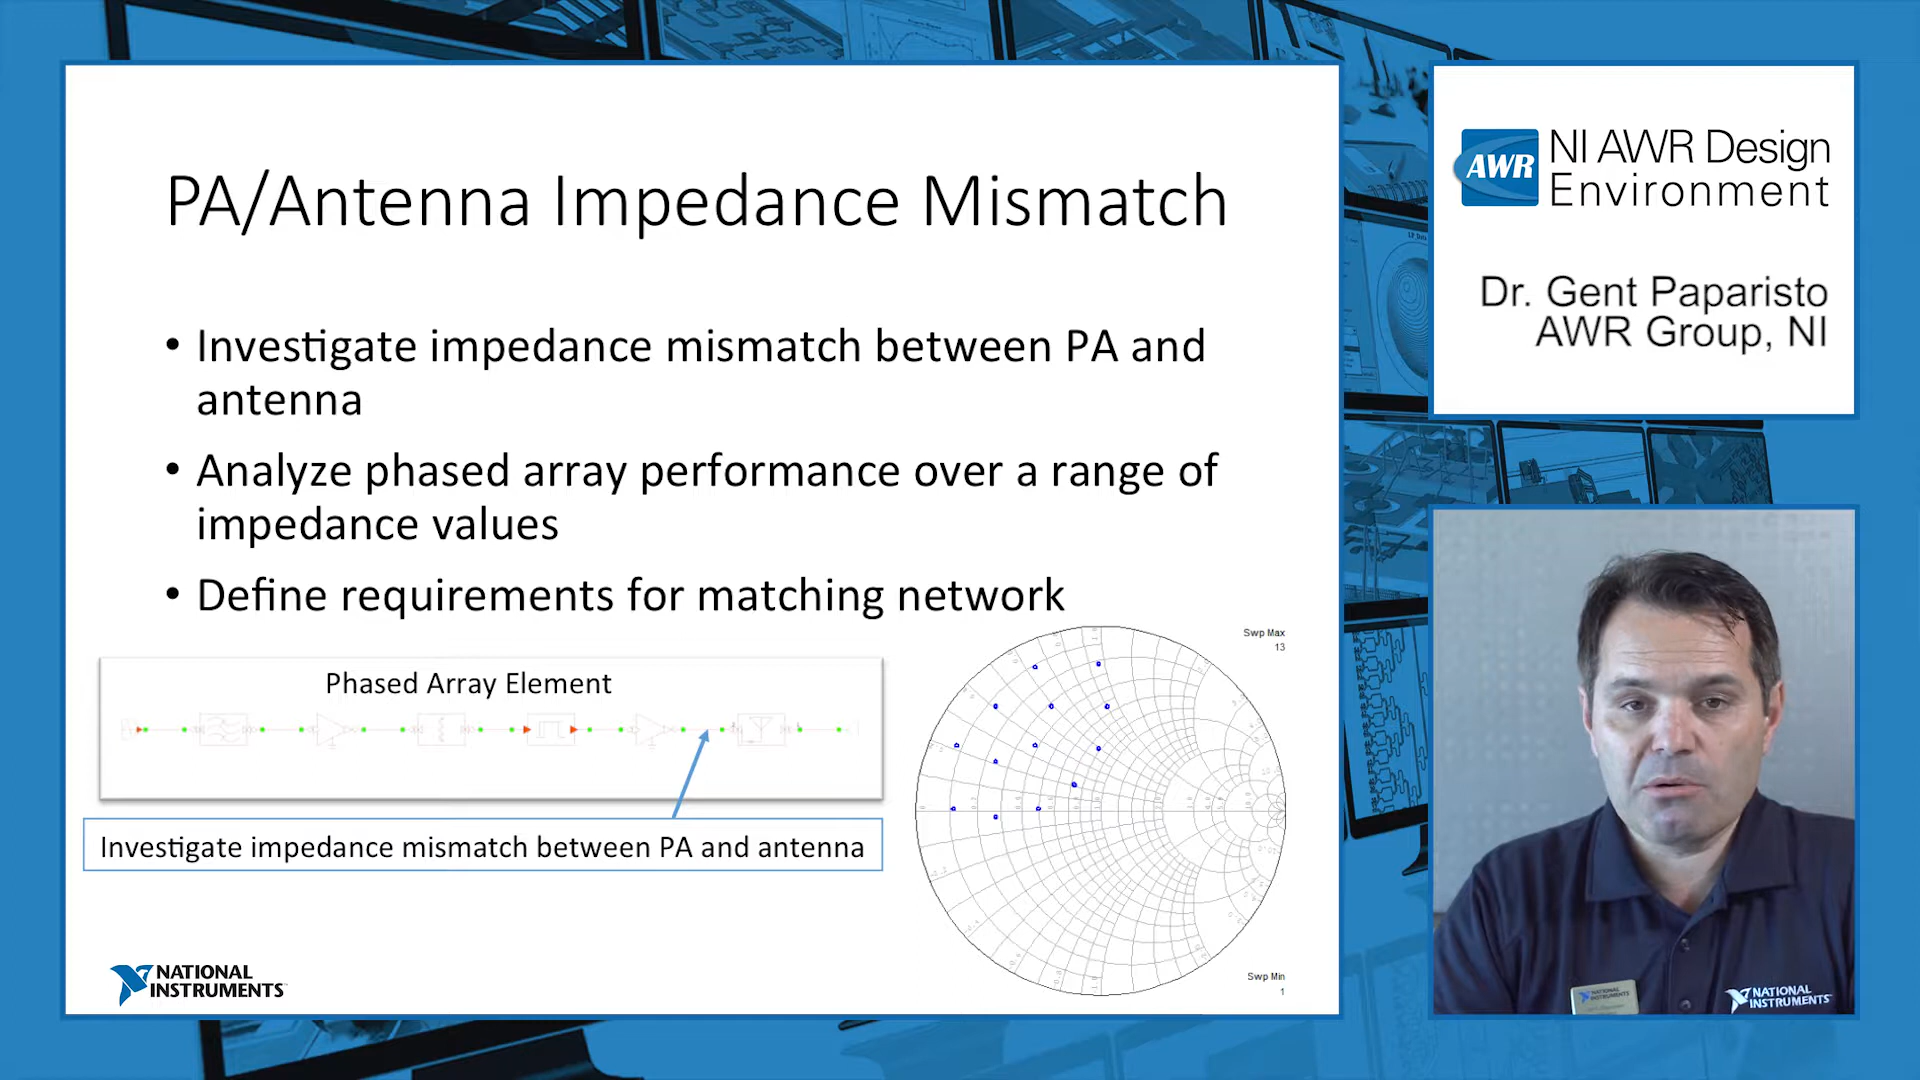 PA/Antenna Impedance Mismatch
• Investigate impedance mismatch between PA and
antenna
• Analyze phased array performance over a range of
impedance values
• Define requirements for matching network
Phased Array Element
Investigate impedance mismatch between PA and antenna
Swp Max
13
Swp Min
1
NATIONAL
INSTRUMENTS
AWR
NI AWR Design
Environment
Dr. Gent Paparisto
AWR Group, NI
NATIONAL
INSTRUMENTS
NATIONAL
INSTRUMENTS